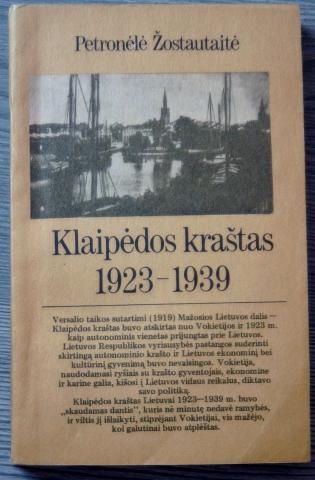 Petronėlė Žostautaitė
Klaipėdos kraštas
1923–1939
Versalio taikos sutartimi (1919) Mažosios Lietuvos dalis —
Klaipėdos kraštas buvo atskirtas nuo Vokietijos ir 1923 m.
kaip autonominis vienetas prijungtas prie Lietuvos.
Lietuvos Respublikos vyriausybės pastangos suderinti
skirtingą autonominio krašto ir Lietuvos ekonominį bei
kultūrinį gyvenimą buvo nevaisingos. Vokietija,
naudodamasi ryšiais su krašto gyventojais, ekonomine
ir karine galia, kišosi į Lietuvos vidaus reikalus, diktavo
savo politiką.
Klaipėdos kraštas Lietuvai 1923—1939 m. buvo
„skaudamas dantis", kuris nė minutę nedavė ramybės,
ir viltis jį išlaikyti, stiprėjant Vokietijai, vis mažėjo,
kol galutinai buvo atplėštas.